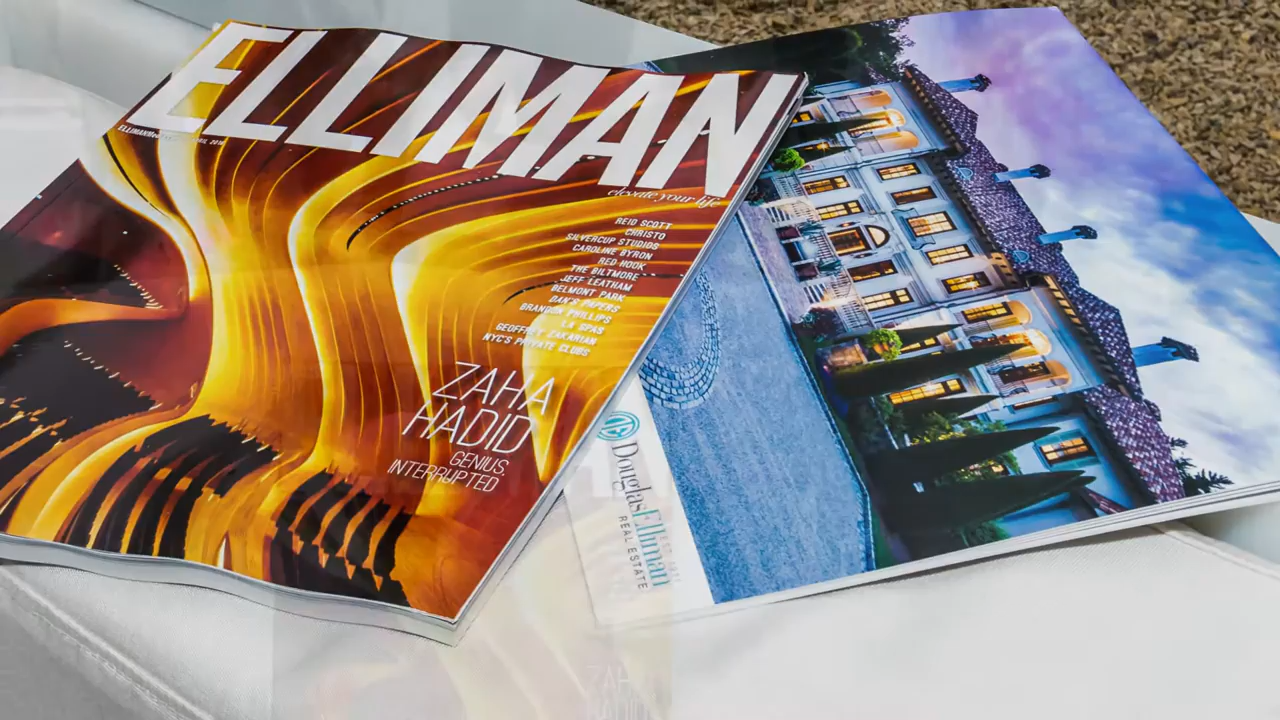 ELLIMAN
elevate your life
REID SCOTT
CHRISTO
SILVERCUP STUDIOS
CAROLINE BYRON
RED HOOK
THE BILTMORE
JEFF LEATHAM
BELMONT PARK
DAN'S PAPERS
BRANDON PHILLIPS
LA SPAS
GEOFFREY ZAKARIAN
NYC'S PRIVATE CLUBS
ZAHA
HADID
GENIUS,
INTERRUPTED
DouglasElliman
REAL ESTATE